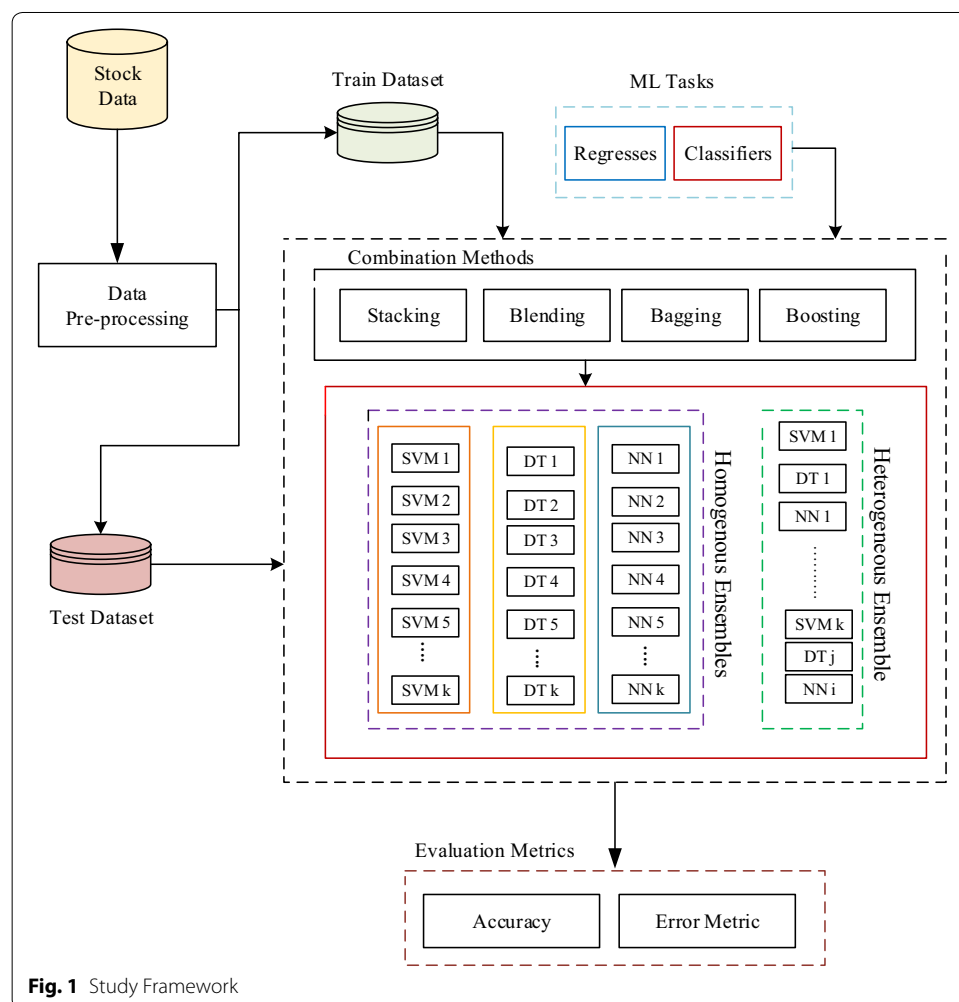 Stock
Data
Train Dataset
ML Tasks
Regresses
Classifiers
Data
Pre-processing
Combination Methods
Stacking
Blending
Bagging
Boosting
SVM 1
SVM 2
SVM 3
SVM 4
SVM 5
SVM k
DT 1
DT 2
DT 3
DT 4
DT 5
DT k
NN 1
NN 2
NN 3
NN 4
NN 5
NN k
Homogenous Ensembles
SVM 1
DT 1
NN 1
SVM k
DT j
NN i
Heterogeneous Ensemble
Test Dataset
Evaluation Metrics
Accuracy
Error Metric
Fig. 1 Study Framework